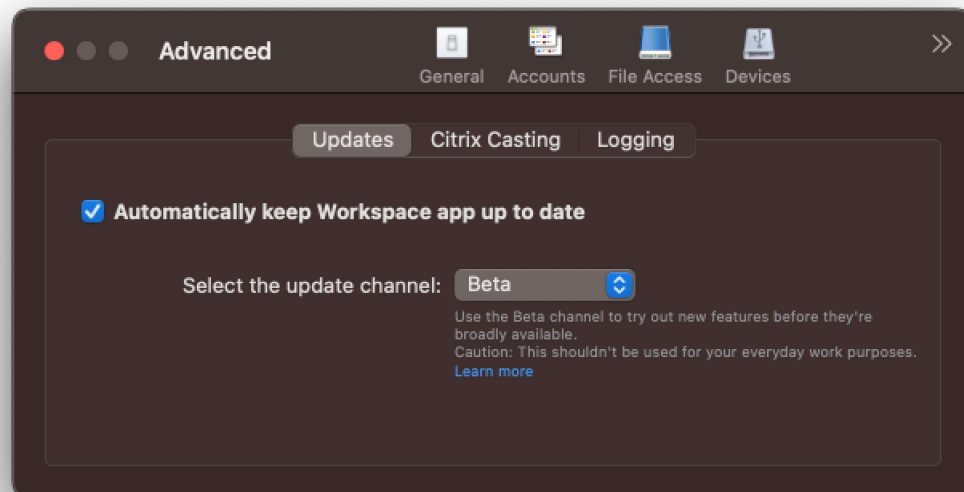 Advanced
General
Accounts
File Access
Devices
Updates
Citrix Casting
Logging
Automatically keep Workspace app up to date
Select the update channel: Beta
Use the Beta channel to try out new features before they're
broadly available.
Caution: This shouldn't be used for your everyday work purposes.
Learn more